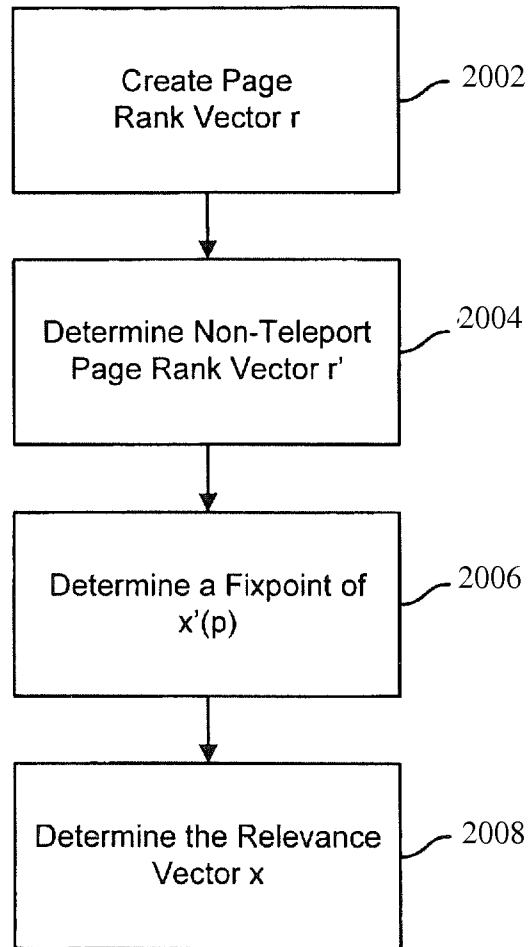 Create Page
Rank Vector r
2002
Determine Non-Teleport
Page Rank Vector r'
2004
Determine a Fixpoint of
x'(p)
2006
Determine the Relevance
Vector x
2008